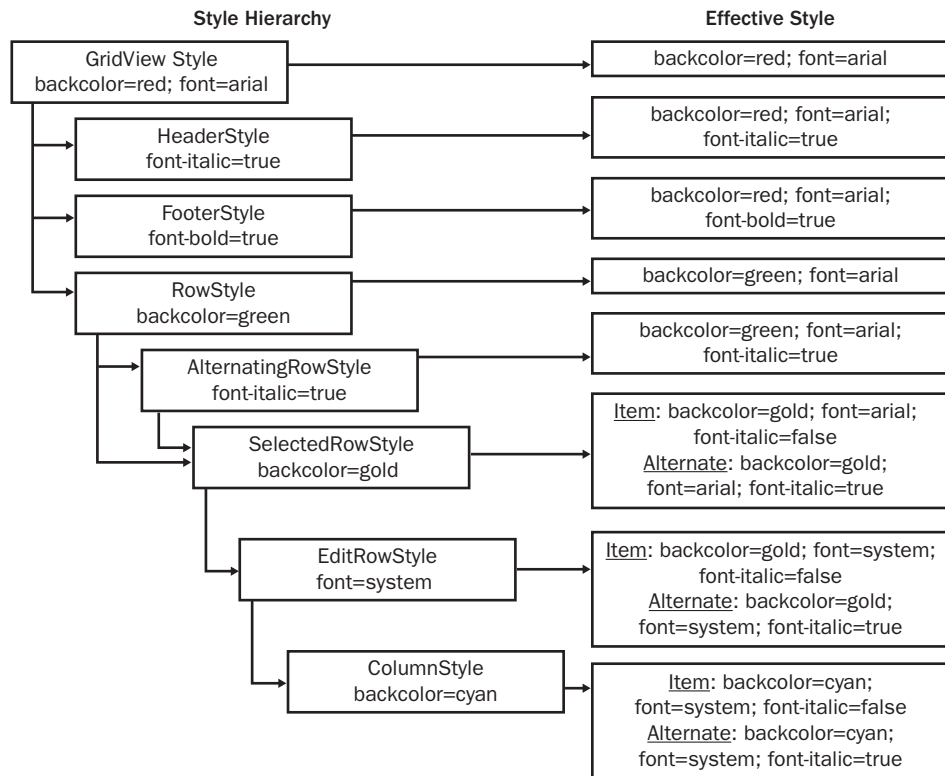 Style Hierarchy
Effective Style
GridView Style
backcolor=red; font=arial
backcolor=red; font=arial
HeaderStyle
font-italic=true
backcolor=red; font=arial;
font-italic=true
FooterStyle
font-bold=true
backcolor=red; font=arial;
font-bold=true
RowStyle
backcolor=green
backcolor=green; font=arial
AlternatingRowStyle
font-italic=true
backcolor=green; font=arial;
font-italic=true
SelectedRowStyle
backcolor=gold
Item: backcolor=gold; font=arial;
font-italic=false
Alternate: backcolor=gold;
font=arial; font-italic=true
EditRowStyle
font=system
Item: backcolor=gold; font=system;
font-italic=false
Alternate: backcolor=gold;
font=system; font-italic=true
ColumnStyle
backcolor=cyan
Item: backcolor=cyan;
font=system; font-italic=false
Alternate: backcolor=cyan;
font=system; font-italic=true